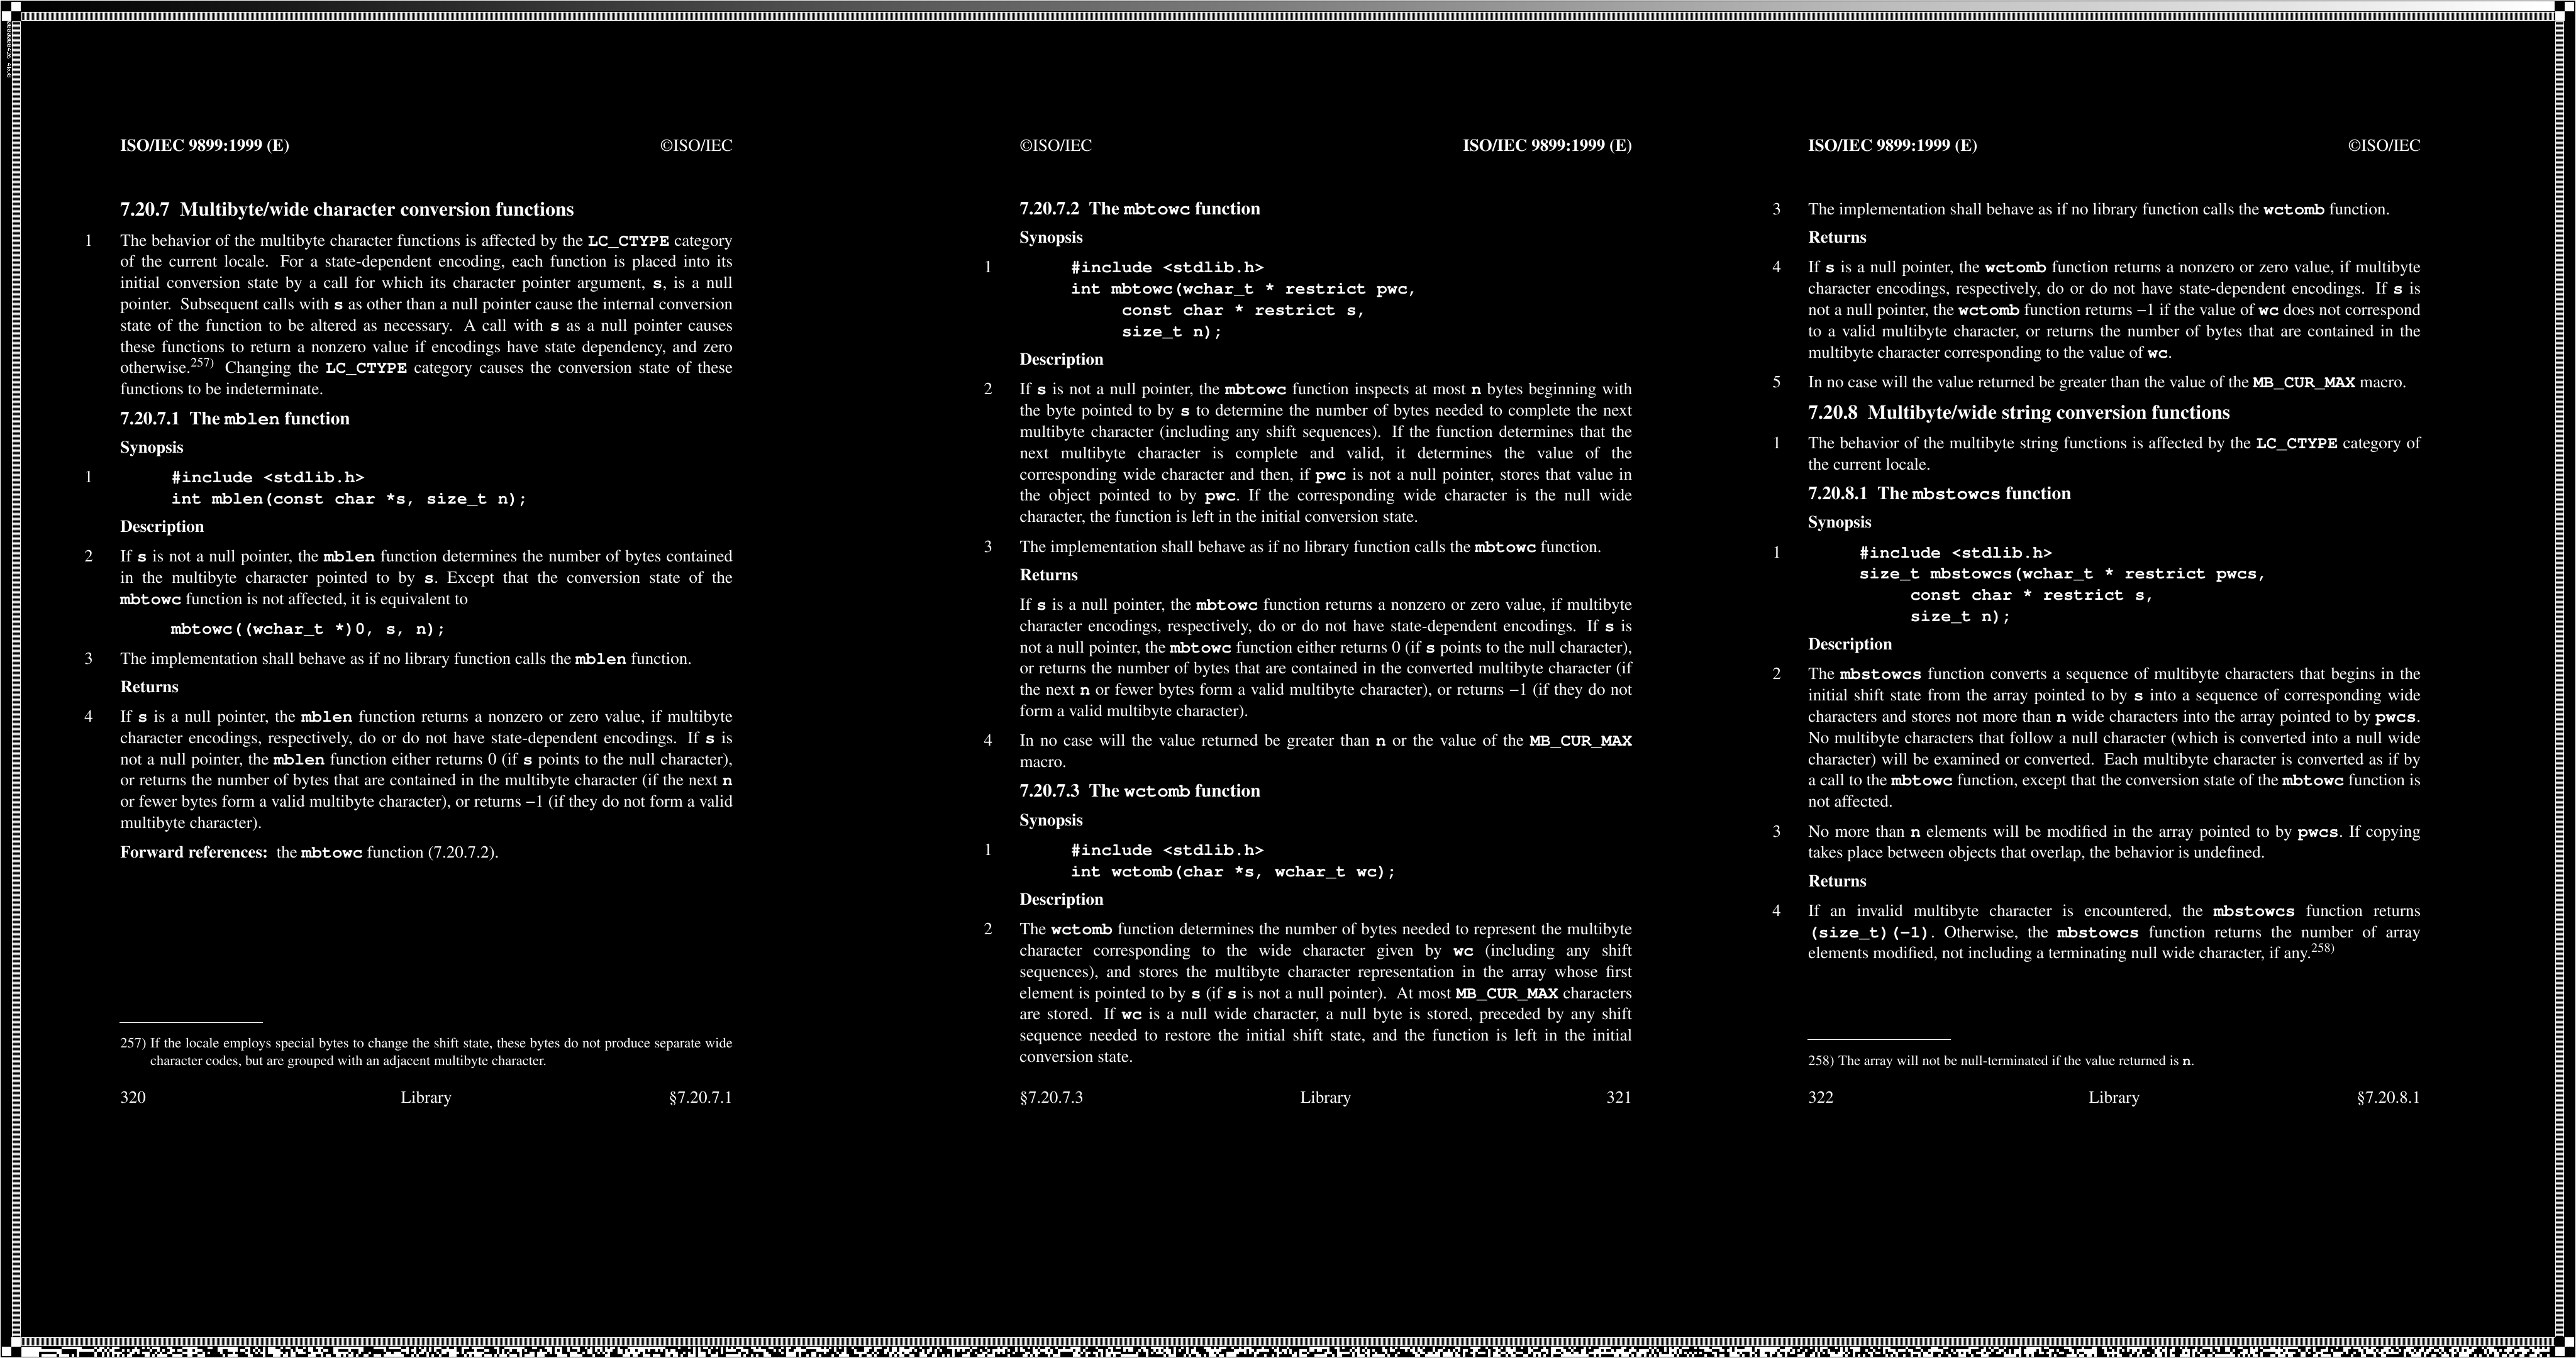 ISO/IEC 9899:1999 (E) ©ISO/IEC
7.20.7 Multibyte/wide character conversion functions
1 The behavior of the multibyte character functions is affected by the LC_CTYPE category
of the current locale. For a state-dependent encoding, each function is placed into its
initial conversion state by a call for which its character pointer argument, s, is a null
pointer. Subsequent calls with s as other than a null pointer cause the internal conversion
state of the function to be altered as necessary. A call with s as a null pointer causes
these functions to return a nonzero value if encodings have state dependency, and zero
otherwise.257) Changing the LC_CTYPE category causes the conversion state of these
functions to be indeterminate.
7.20.7.1 The mblen function
Synopsis
1 #include <stdlib.h>
int mblen(const char *s, size_t n);
Description
2 If s is not a null pointer, the mblen function determines the number of bytes contained
in the multibyte character pointed to by s. Except that the conversion state of the
mbtowc function is not affected, it is equivalent to
mbtowc((wchar_t *)0, s, n);
3 The implementation shall behave as if no library function calls the mblen function.
Returns
4 If s is a null pointer, the mblen function returns a nonzero or zero value, if multibyte
character encodings, respectively, do or do not have state-dependent encodings. If s is
not a null pointer, the mblen function either returns 0 (if s points to the null character),
or returns the number of bytes that are contained in the multibyte character (if the next n
or fewer bytes form a valid multibyte character), or returns −1 (if they do not form a valid
multibyte character).
Forward references: the mbtowc function (7.20.7.2).
257) If the locale employs special bytes to change the shift state, these bytes do not produce separate wide
character codes, but are grouped with an adjacent multibyte character.
320 Library §7.20.7.1
©ISO/IEC ISO/IEC 9899:1999 (E)
7.20.7.2 The mbtowc function
Synopsis
1 #include <stdlib.h>
int mbtowc(wchar_t * restrict pwc,
const char * restrict s,
size_t n);
Description
2 If s is not a null pointer, the mbtowc function inspects at most n bytes beginning with
the byte pointed to by s to determine the number of bytes needed to complete the next
multibyte character (including any shift sequences). If the function determines that the
next multibyte character is complete and valid, it determines the value of the
corresponding wide character and then, if pwc is not a null pointer, stores that value in
the object pointed to by pwc. If the corresponding wide character is the null wide
character, the function is left in the initial conversion state.
3 The implementation shall behave as if no library function calls the mbtowc function.
Returns
If s is a null pointer, the mbtowc function returns a nonzero or zero value, if multibyte
character encodings, respectively, do or do not have state-dependent encodings. If s is
not a null pointer, the mbtowc function either returns 0 (if s points to the null character),
or returns the number of bytes that are contained in the converted multibyte character (if
the next n or fewer bytes form a valid multibyte character), or returns −1 (if they do not
form a valid multibyte character).
4 In no case will the value returned be greater than n or the value of the MB_CUR_MAX
macro.
7.20.7.3 The wctomb function
Synopsis
1 #include <stdlib.h>
int wctomb(char *s, wchar_t wc);
Description
2 The wctomb function determines the number of bytes needed to represent the multibyte
character corresponding to the wide character given by wc (including any shift
sequences), and stores the multibyte character representation in the array whose first
element is pointed to by s (if s is not a null pointer). At most MB_CUR_MAX characters
are stored. If wc is a null wide character, a null byte is stored, preceded by any shift
sequence needed to restore the initial shift state, and the function is left in the initial
conversion state.
§7.20.7.3 Library 321
ISO/IEC 9899:1999 (E) ©ISO/IEC
3 The implementation shall behave as if no library function calls the wctomb function.
Returns
4 If s is a null pointer, the wctomb function returns a nonzero or zero value, if multibyte
character encodings, respectively, do or do not have state-dependent encodings. If s is
not a null pointer, the wctomb function returns −1 if the value of wc does not correspond
to a valid multibyte character, or returns the number of bytes that are contained in the
multibyte character corresponding to the value of wc.
5 In no case will the value returned be greater than the value of the MB_CUR_MAX macro.
7.20.8 Multibyte/wide string conversion functions
1 The behavior of the multibyte string functions is affected by the LC_CTYPE category of
the current locale.
7.20.8.1 The mbstowcs function
Synopsis
1 #include <stdlib.h>
size_t mbstowcs(wchar_t * restrict pwcs,
const char * restrict s,
size_t n);
Description
2 The mbstowcs function converts a sequence of multibyte characters that begins in the
initial shift state from the array pointed to by s into a sequence of corresponding wide
characters and stores not more than n wide characters into the array pointed to by pwcs.
No multibyte characters that follow a null character (which is converted into a null wide
character) will be examined or converted. Each multibyte character is converted as if by
a call to the mbtowc function, except that the conversion state of the mbtowc function is
not affected.
3 No more than n elements will be modified in the array pointed to by pwcs. If copying
takes place between objects that overlap, the behavior is undefined.
Returns
4 If an invalid multibyte character is encountered, the mbstowcs function returns
(size_t)(-1). Otherwise, the mbstowcs function returns the number of array
elements modified, not including a terminating null wide character, if any.258)
258) The array will not be null-terminated if the value returned is n.
322 Library §7.20.8.1